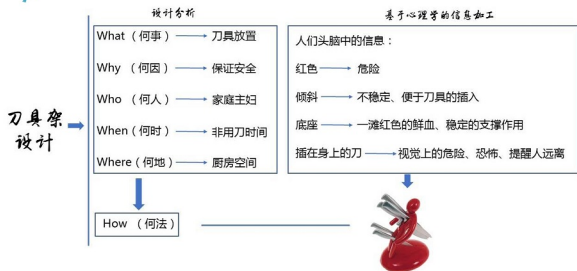 设计分析
基于心理学的信息加工
刀具架
设计
What （何事） 刀具放置
Why （何因） 保证安全
Who （何人） 家庭主妇
When（何时） 非用刀时间
Where（何地） 厨房空间
How （何法）
人们头脑中的信息：
红色 危险
倾斜 不稳定、便于刀具的插入
底座 一滩红色的鲜血、稳定的支撑作用
插在身上的刀 视觉上的危险、恐怖、提醒人远离